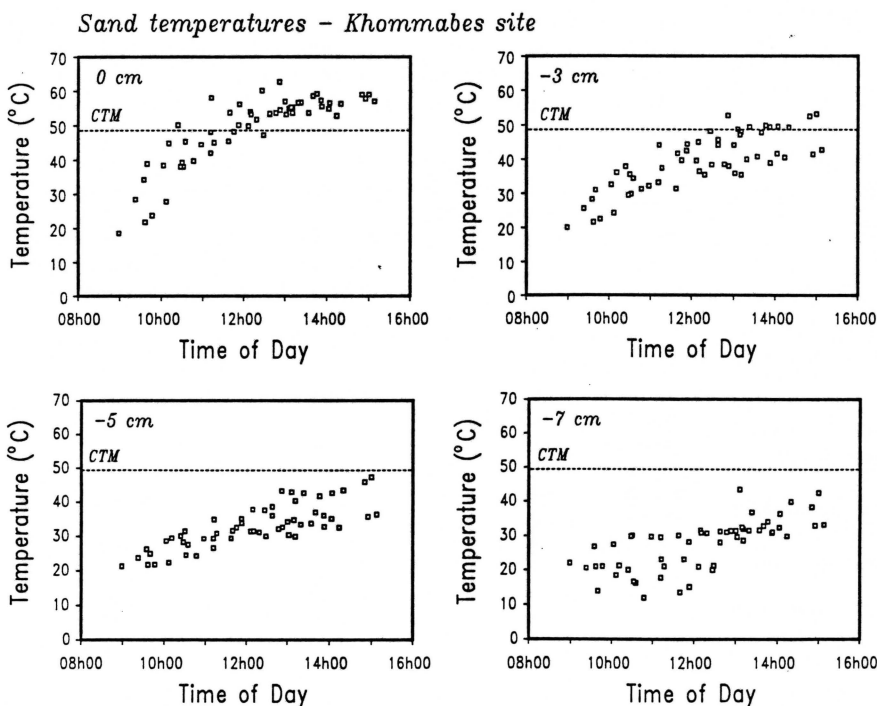 Sand temperatures - Khommabes site
0 cm
CTM
Temperature (°C)
70
60
50
40
30
20
10
0
08h00 10h00 12h00 14h00 16h00
Time of Day
-3 cm
CTM
Temperature (°C)
70
60
50
40
30
20
10
0
08h00 10h00 12h00 14h00 16h00
Time of Day
-5 cm
CTM
Temperature (°C)
70
60
50
40
30
20
10
0
08h00 10h00 12h00 14h00 16h00
Time of Day
-7 cm
CTM
Temperature (°C)
70
60
50
40
30
20
10
0
08h00 10h00 12h00 14h00 16h00
Time of Day